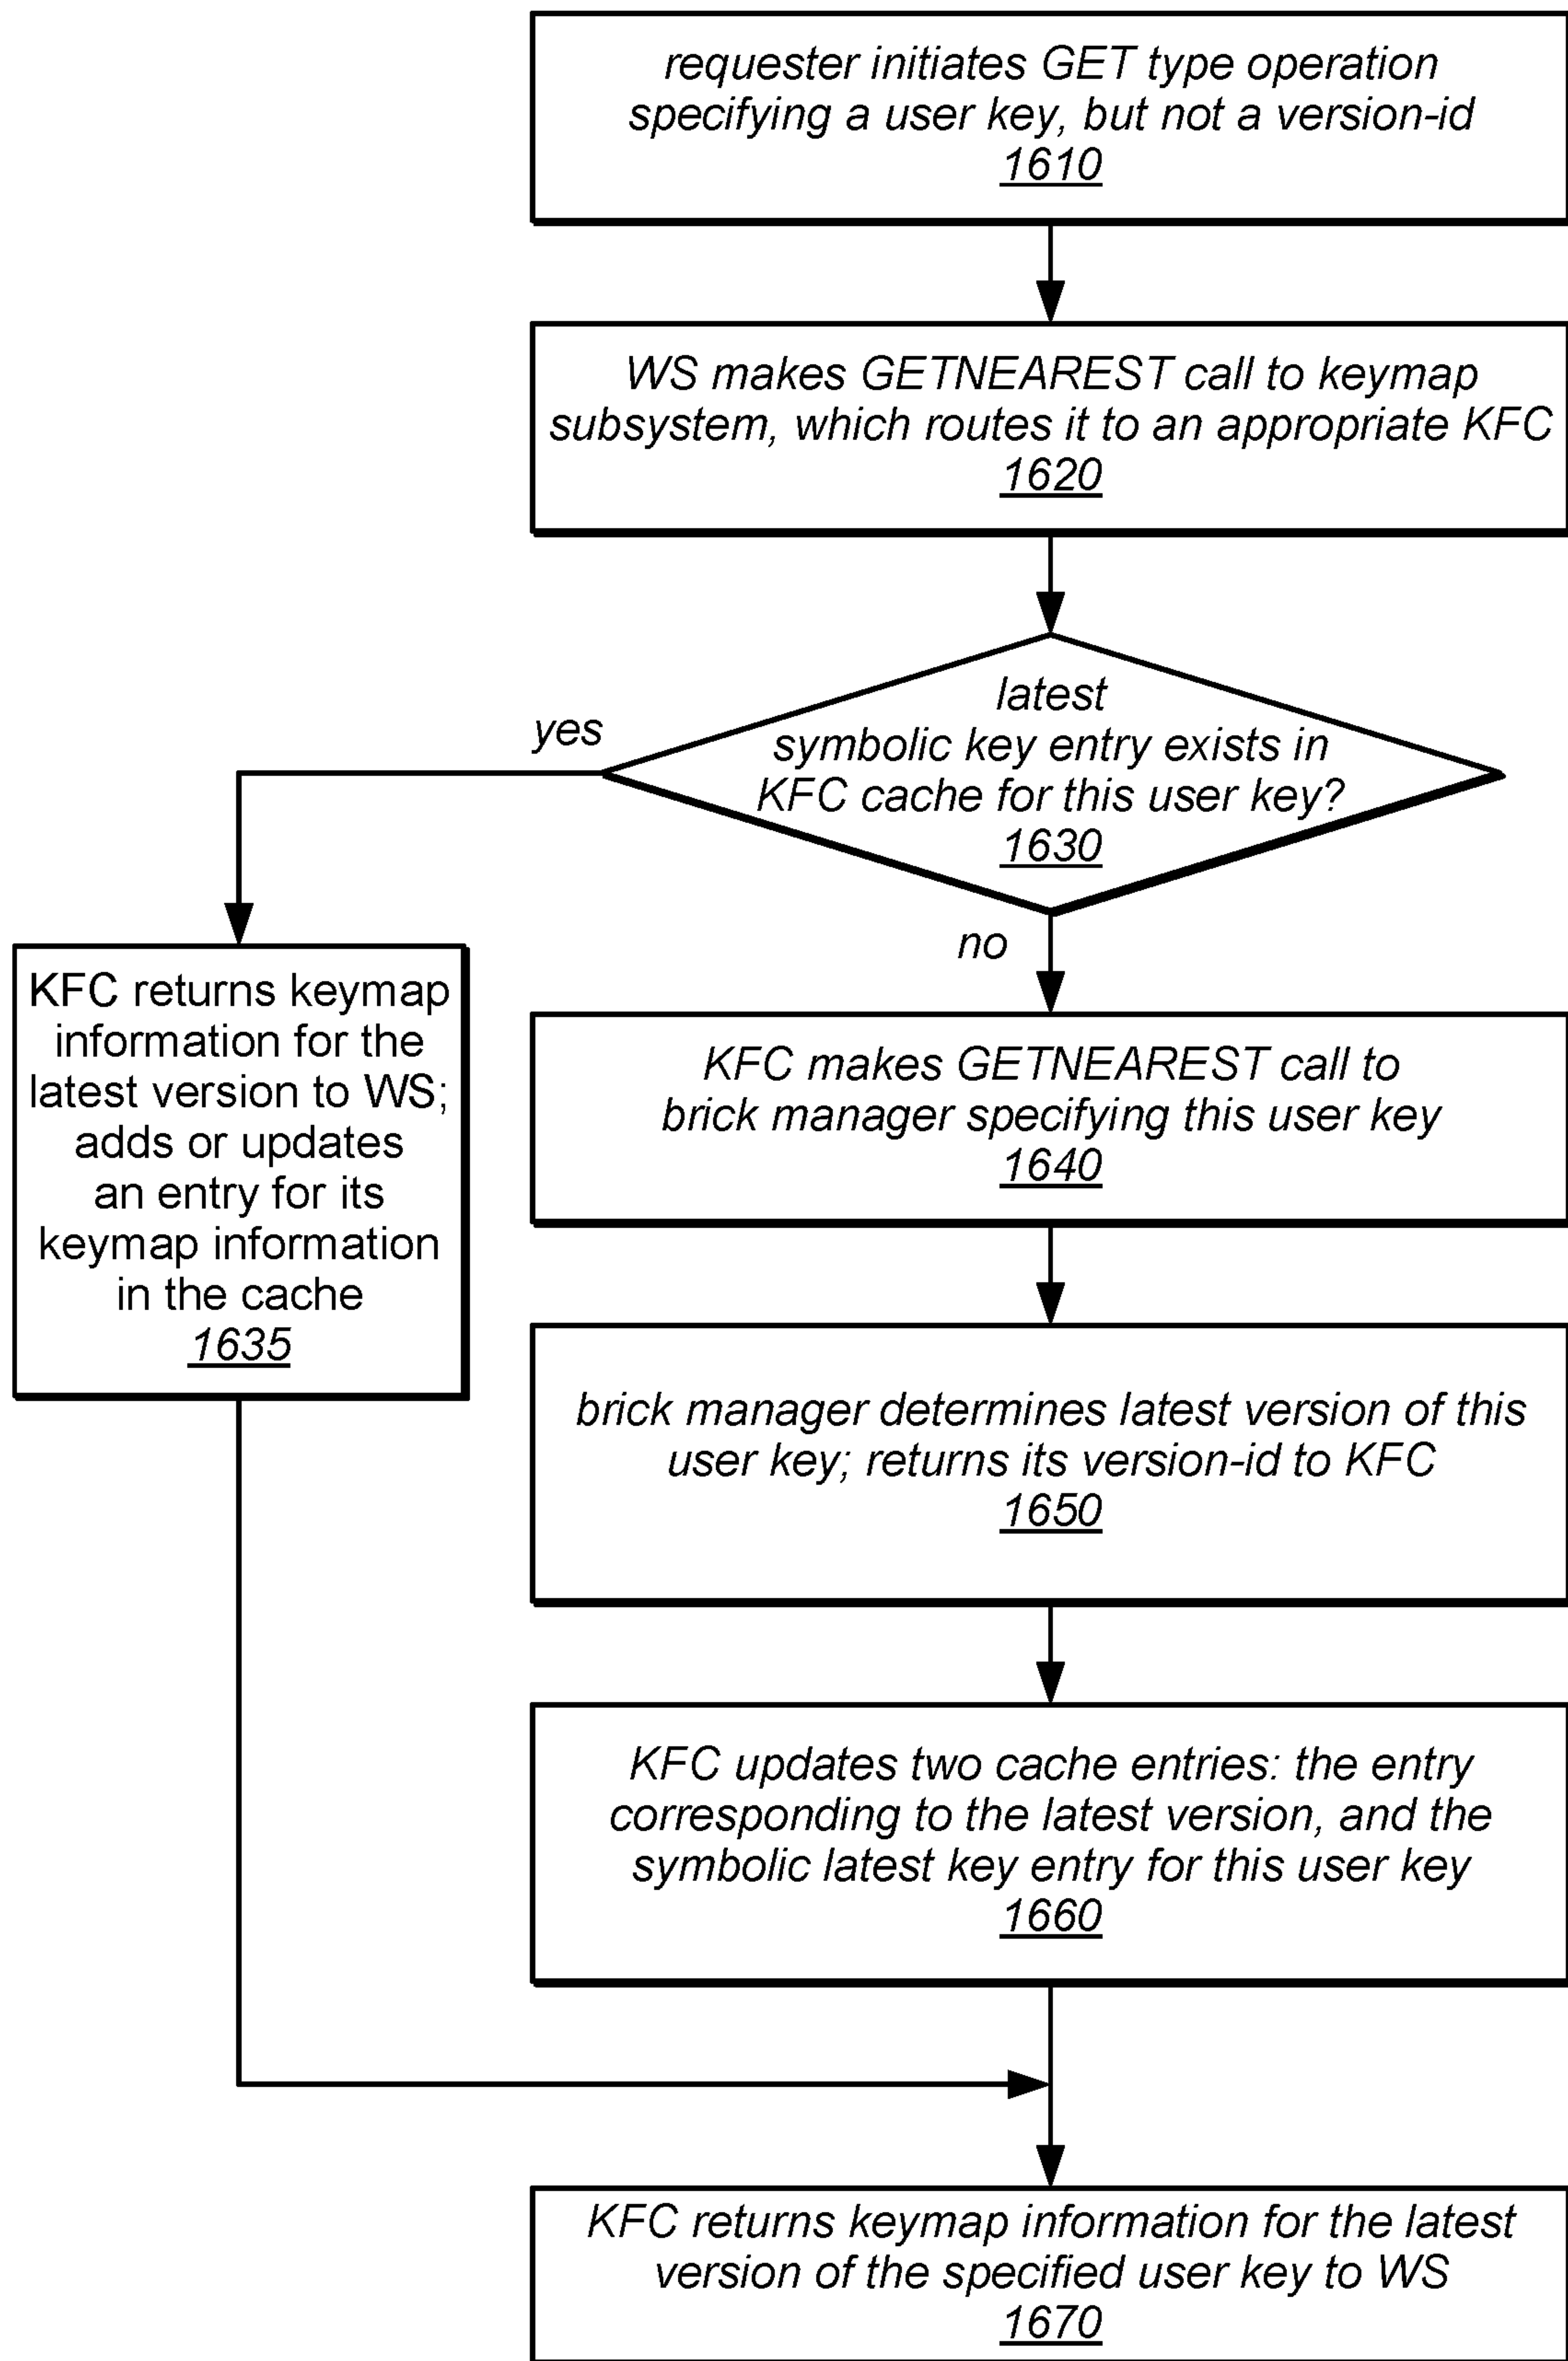 requester initiates GET type operation
specifying a user key, but not a version-id
1610
WS makes GETNEAREST call to keymap
subsystem, which routes it to an appropriate KFC
1620
latest
symbolic key entry exists in
KFC cache for this user key?
1630
yes
no
KFC returns keymap
information for the
latest version to WS;
adds or updates
an entry for its
keymap information
in the cache
1635
KFC makes GETNEAREST call to
brick manager specifying this user key
1640
brick manager determines latest version of this
user key; returns its version-id to KFC
1650
KFC updates two cache entries: the entry
corresponding to the latest version, and the
symbolic latest key entry for this user key
1660
KFC returns keymap information for the latest
version of the specified user key to WS
1670